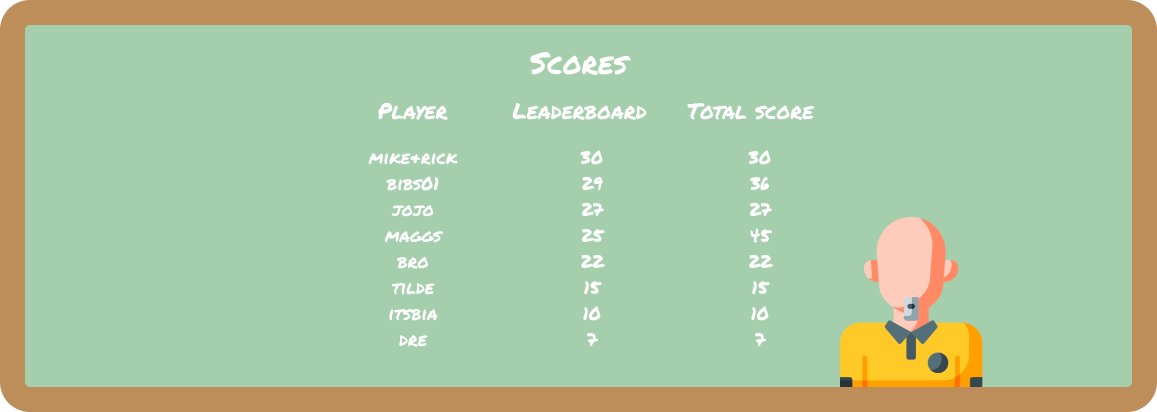 Scores
Player Leaderboard Total score
mike+rick 30 30
bibs01 29 36
jojo 27 27
maggs 25 45
bro 22 22
tilde 15 15
itsbia 10 10
dre 7 7